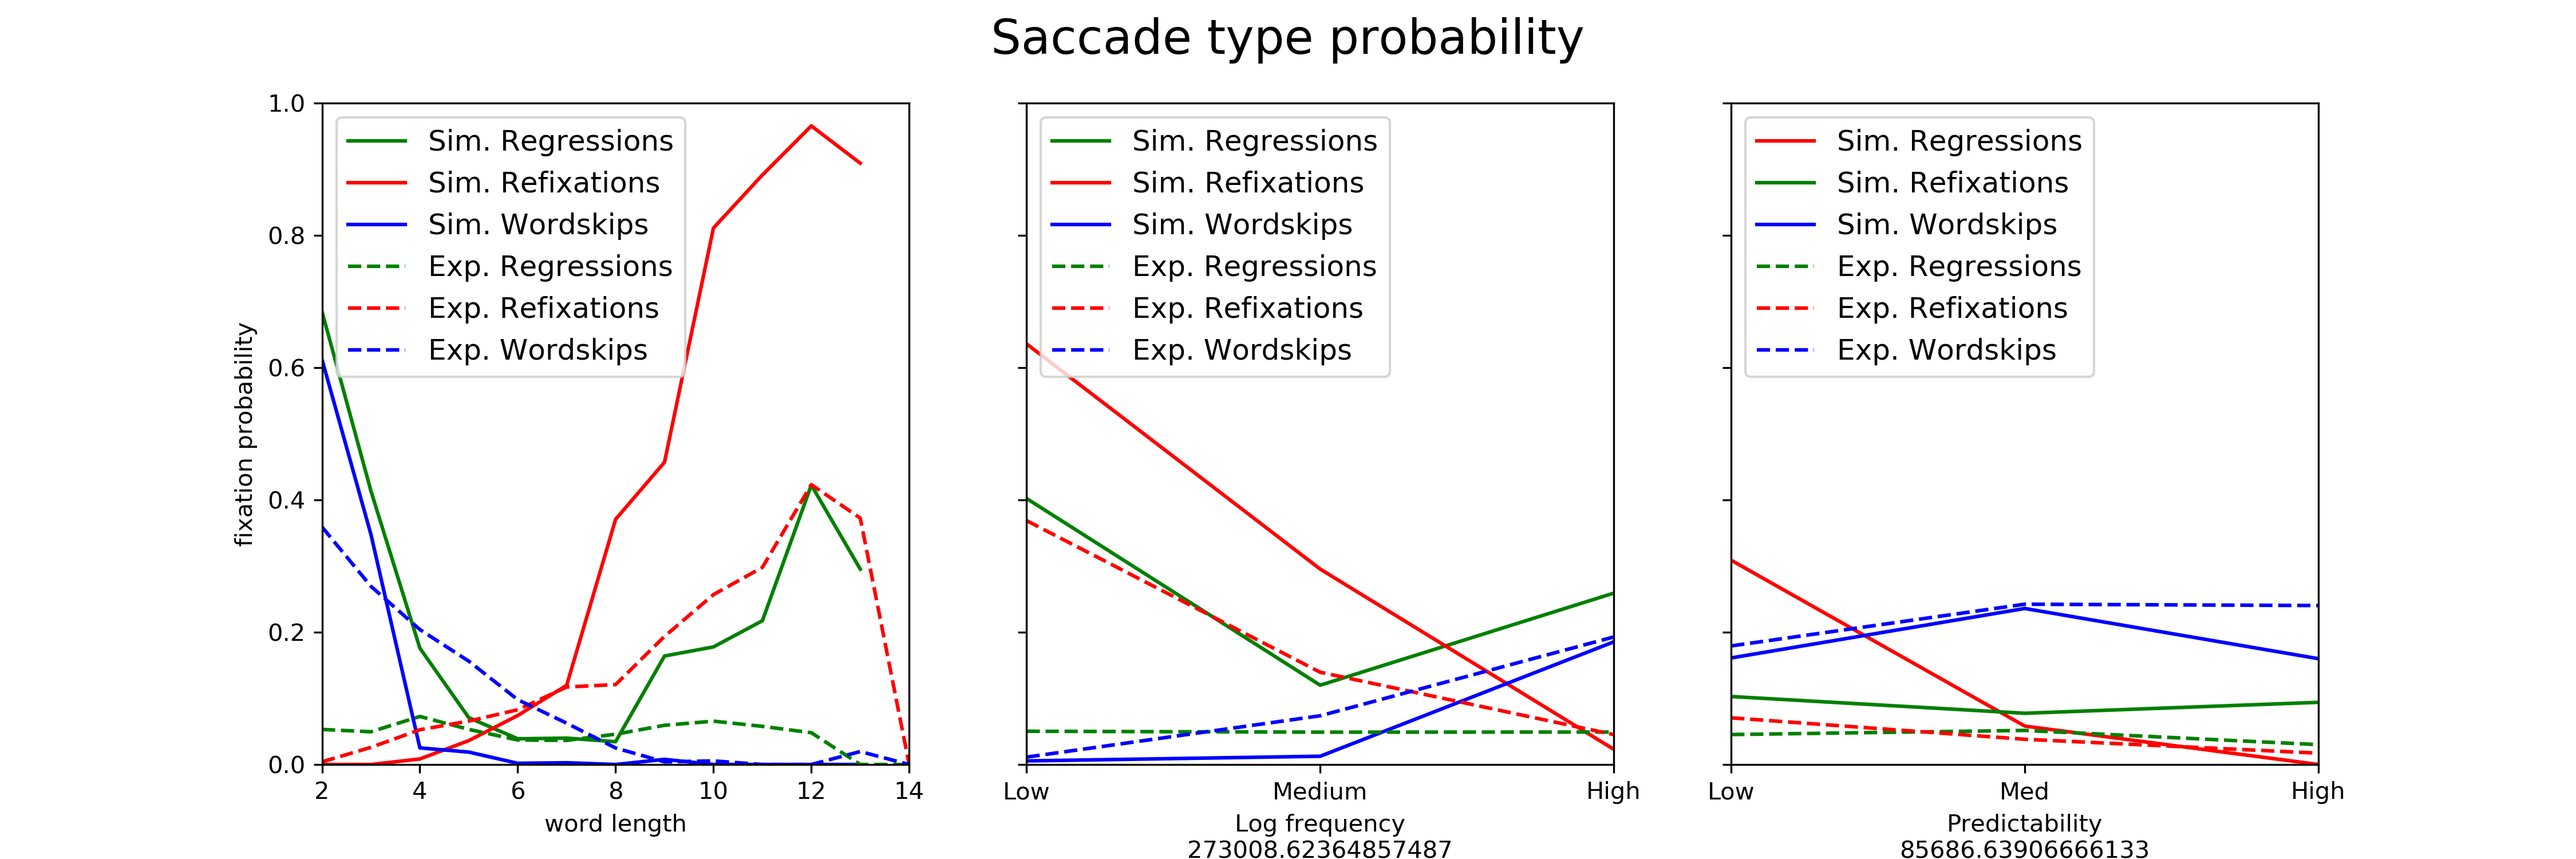 Saccade type probability
fixation probability
1.0
0.8
0.6
0.4
0.2
0.0
Sim. Regressions
Sim. Refixations
Sim. Wordskips
Exp. Regressions
Exp. Refixations
Exp. Wordskips
2 4 6 8 10 12 14
word length
Sim. Regressions
Sim. Refixations
Sim. Wordskips
Exp. Regressions
Exp. Refixations
Exp. Wordskips
Low Medium High
Log frequency
273008.62364857487
Sim. Regressions
Sim. Refixations
Sim. Wordskips
Exp. Regressions
Exp. Refixations
Exp. Wordskips
Low Med High
Predictability
85686.63906666133